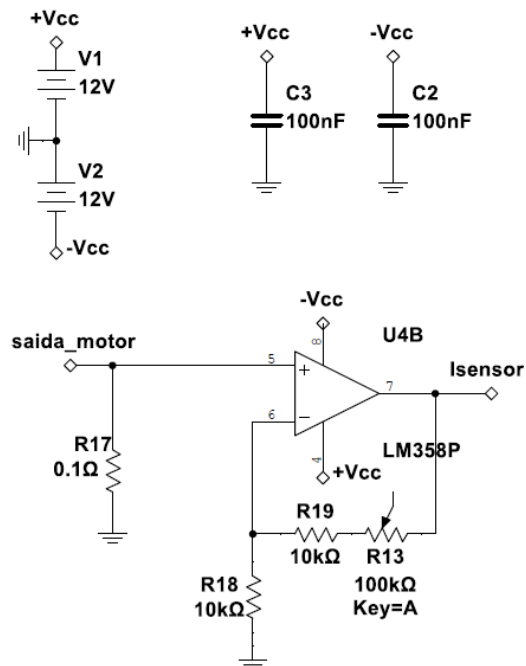 +Vcc
V1
12V
V2
12V
-Vcc
+Vcc
C3
100nF
-Vcc
C2
100nF
-Vcc
8
U4B
saida_motor
5
7
Isensor
6
4
+Vcc
LM358P
R17
0.1Ω
R19
10kΩ
R13
100kΩ
Key=A
R18
10kΩ